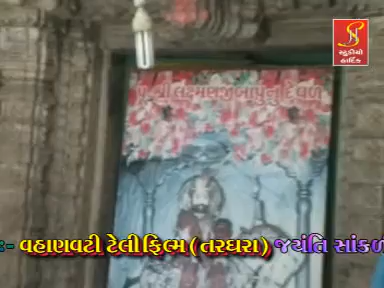 સ્ટુડીયો
હાર્દિક
પૂ. શ્રી લક્ષ્મણજીબાપુનું દેવળ
:- વહાણવટી ટેલીફિલ્મ ( તરઘરા ) જયંતિ સાંકળ